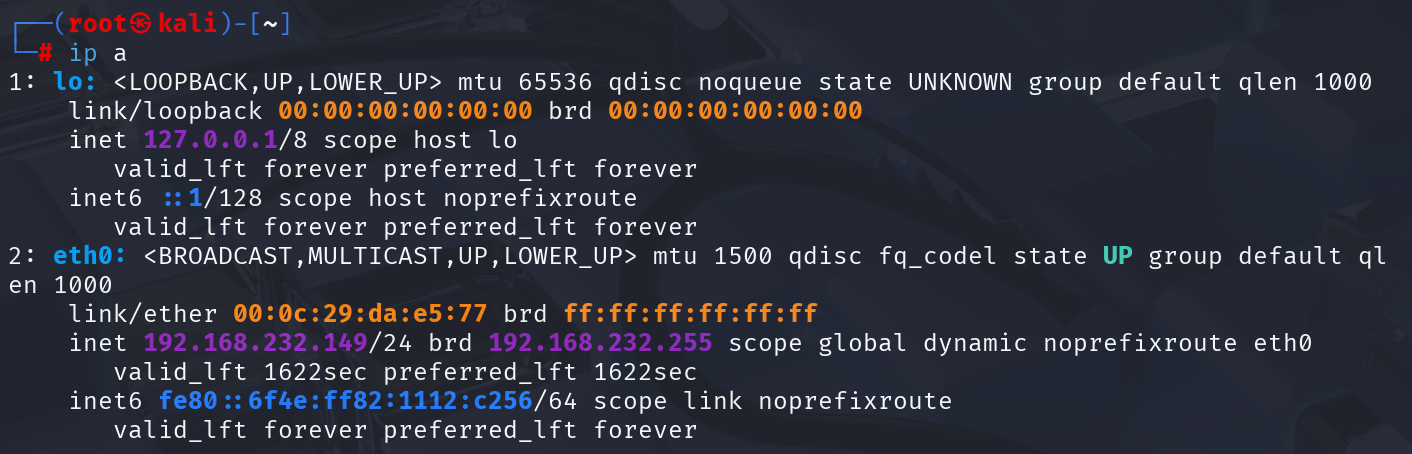 ┌──(root㉿kali)-[~]
└─# ip a
1: lo: <LOOPBACK,UP,LOWER_UP> mtu 65536 qdisc noqueue state UNKNOWN group default qlen 1000
    link/loopback 00:00:00:00:00:00 brd 00:00:00:00:00:00
    inet 127.0.0.1/8 scope host lo
       valid_lft forever preferred_lft forever
    inet6 ::1/128 scope host noprefixroute
       valid_lft forever preferred_lft forever
2: eth0: <BROADCAST,MULTICAST,UP,LOWER_UP> mtu 1500 qdisc fq_codel state UP group default ql
en 1000
    link/ether 00:0c:29:da:e5:77 brd ff:ff:ff:ff:ff:ff
    inet 192.168.232.149/24 brd 192.168.232.255 scope global dynamic noprefixroute eth0
       valid_lft 1622sec preferred_lft 1622sec
    inet6 fe80::6f4e:ff82:1112:c256/64 scope link noprefixroute
       valid_lft forever preferred_lft forever